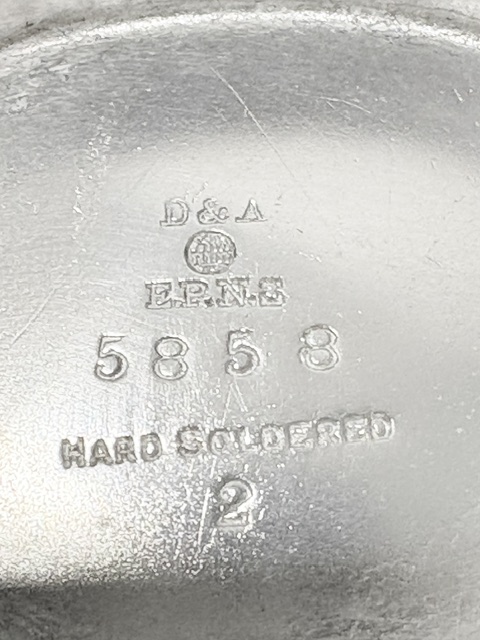 D & A
E.P.N.S
5858
HARD SOLDERED
2